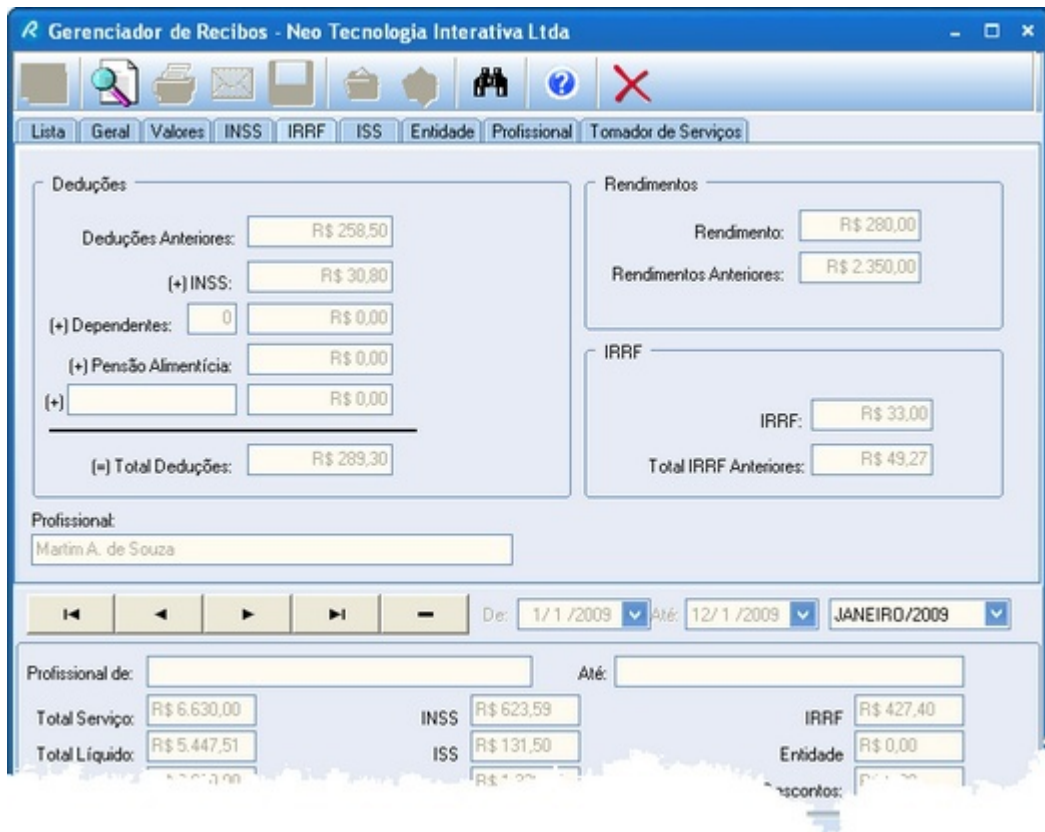 Gerenciador de Recibos - Neo Tecnologia Interativa Ltda
Lista Geral Valores INSS IRRF ISS Entidade Profissional Tomador de Serviços
Deduções
Deduções Anteriores: R$ 258,50
(+) INSS: R$ 30,80
(+) Dependentes: 0 R$ 0,00
(+) Pensão Alimentícia: R$ 0,00
(+) R$ 0,00
(=) Total Deduções: R$ 289,30
Rendimentos
Rendimento: R$ 280,00
Rendimentos Anteriores: R$ 2.350,00
IRRF
IRRF: R$ 33,00
Total IRRF Anteriores: R$ 49,27
Profissional:
Martim A. de Souza
De: 1/ 1 /2009 Até: 12/ 1 /2009 JANEIRO/2009
Profissional de: Até:
Total Serviço: R$ 6.630,00 INSS R$ 623,59 IRRF R$ 427,40
Total Líquido: R$ 5.447,51 ISS R$ 131,50 Entidade R$ 0,00